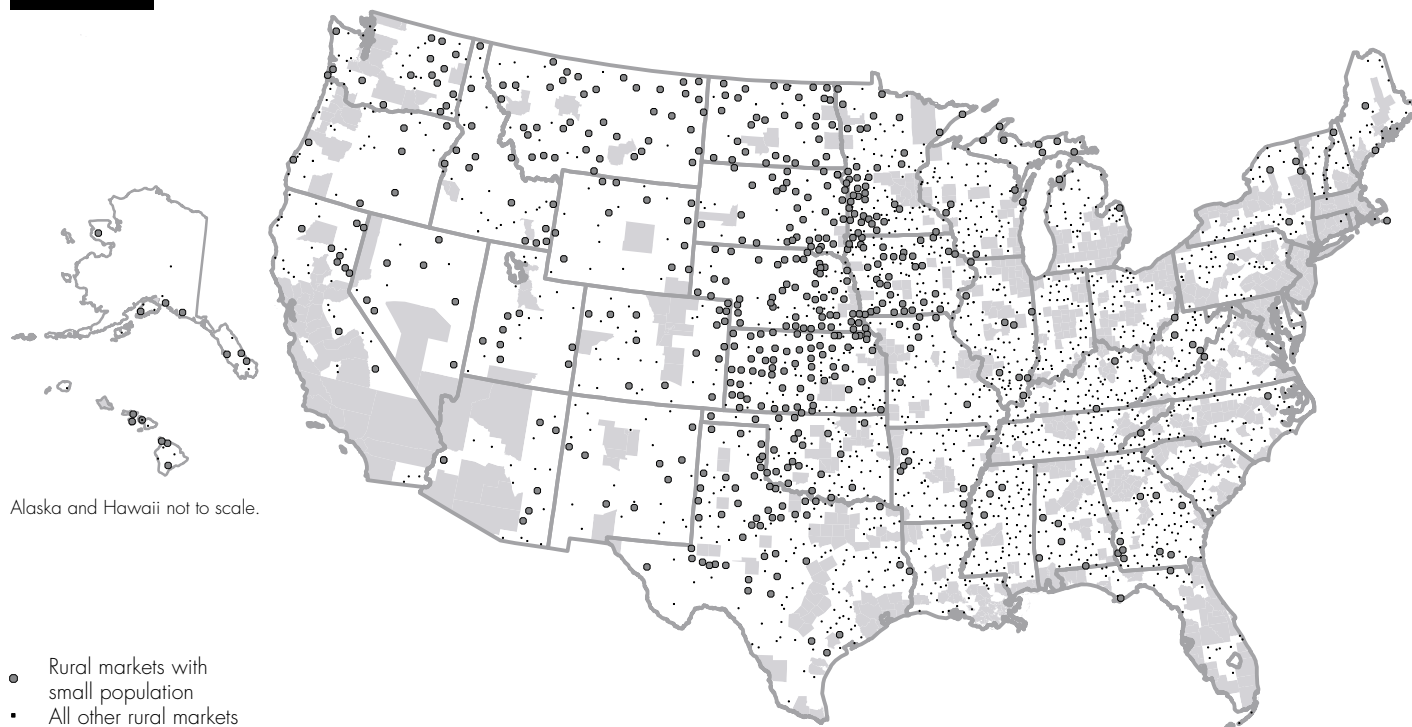 Alaska and Hawaii not to scale.
Rural markets with
small population
All other rural markets